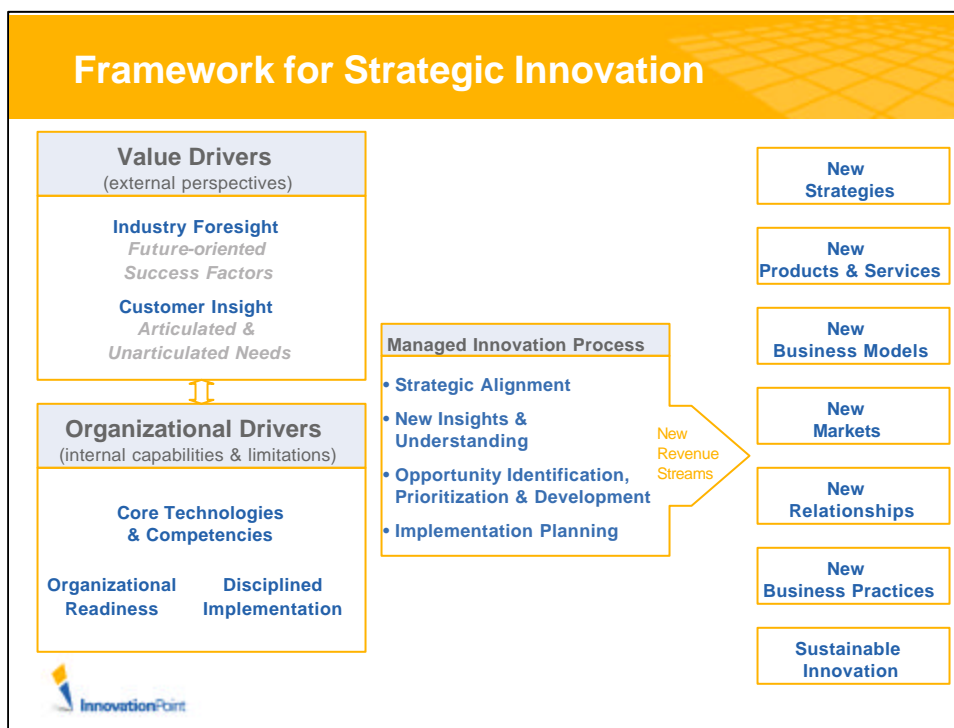 Framework for Strategic Innovation
Value Drivers
(external perspectives)
Industry Foresight
Future-oriented
Success Factors
Customer Insight
Articulated &
Unarticulated Needs
Organizational Drivers
(internal capabilities & limitations)
Core Technologies
& Competencies
Organizational
Readiness
Disciplined
Implementation
Managed Innovation Process
• Strategic Alignment
• New Insights &
Understanding
• Opportunity Identification,
Prioritization & Development
• Implementation Planning
New
Revenue
Streams
New
Strategies
New
Products & Services
New
Business Models
New
Markets
New
Relationships
New
Business Practices
Sustainable
Innovation
InnovationPoint